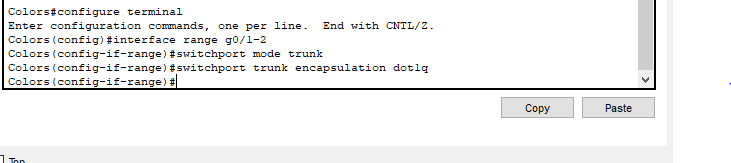 Colors#configure terminal
Enter configuration commands, one per line.  End with CNTL/Z.
Colors(config)#interface range g0/1-2
Colors(config-if-range)#switchport mode trunk
Colors(config-if-range)#switchport trunk encapsulation dot1q
Colors(config-if-range)#
Copy Paste
Top